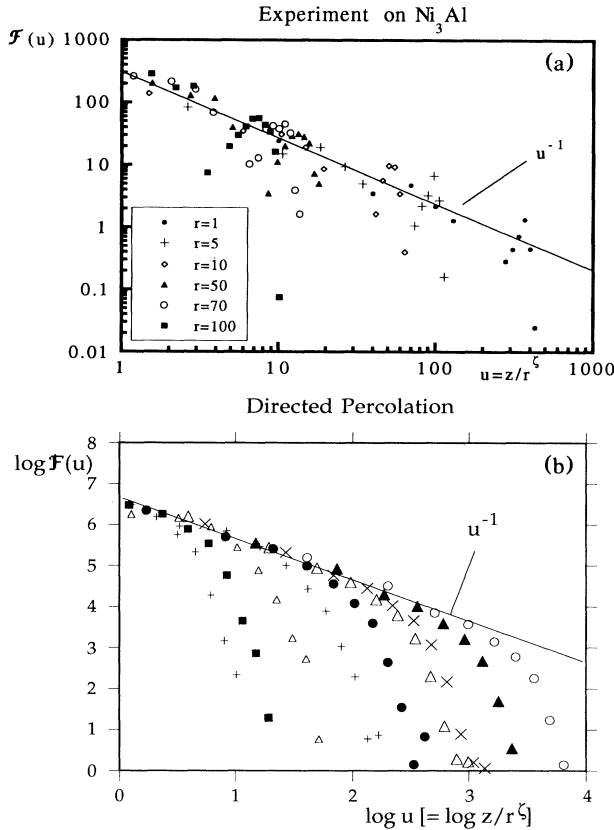 Experiment on Ni3Al
𝓕(u)
1000
(a)
100
10
u⁻¹
1
r=1
r=5
r=10
r=50
r=70
r=100
0.1
0.01
1
10
100
1000
u=z/r^ζ
Directed Percolation
8
log 𝓕(u)
(b)
7
6
u⁻¹
5
4
3
2
1
0
0
1
2
3
4
log u [= log z/r^ζ]